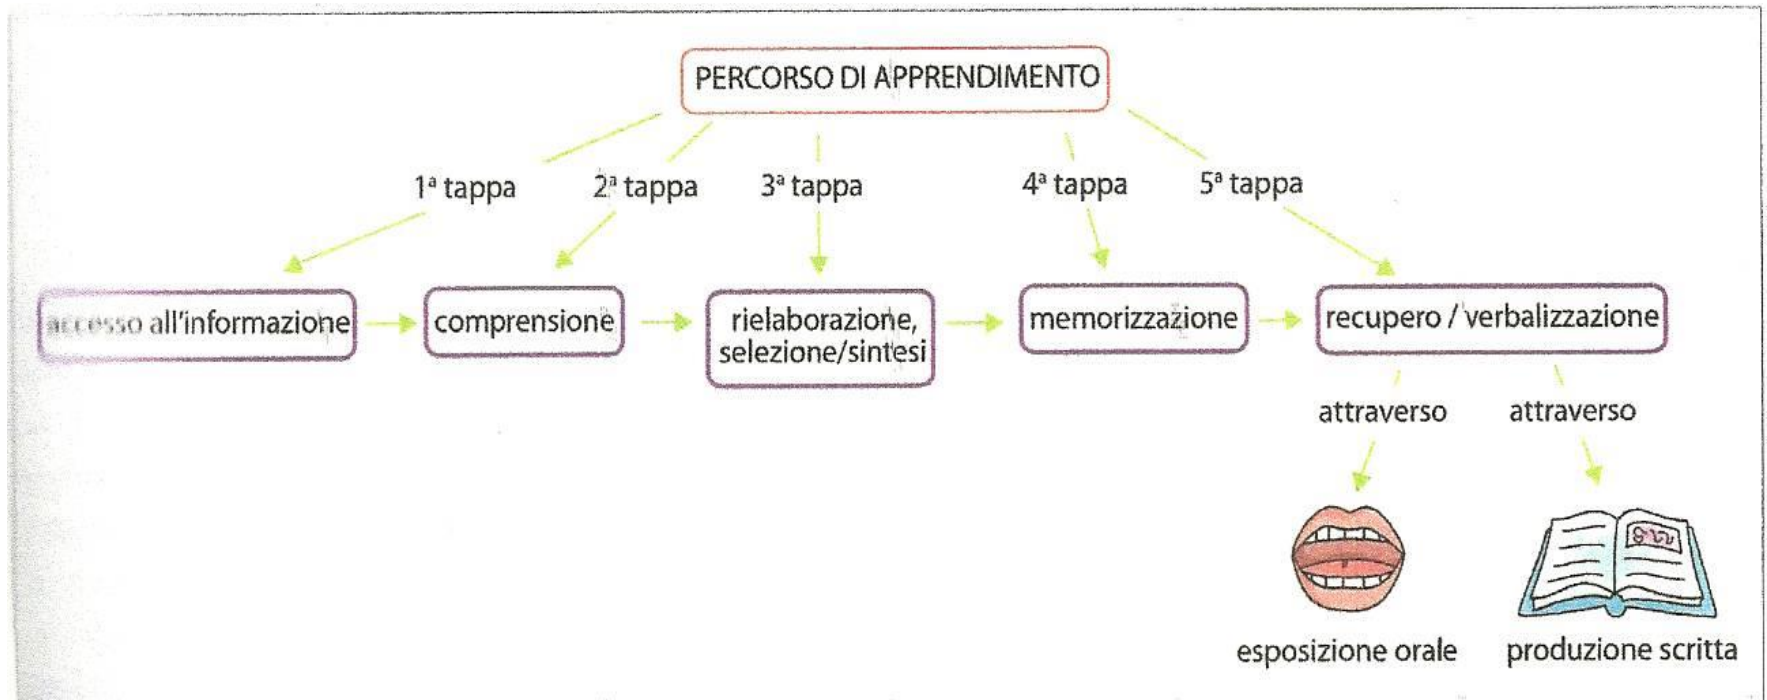 PERCORSO DI APPRENDIMENTO
1ª tappa
2ª tappa
3ª tappa
4ª tappa
5ª tappa
accesso all'informazione
comprensione
rielaborazione,
selezione/sintesi
memorizzazione
recupero / verbalizzazione
attraverso
attraverso
esposizione orale
produzione scritta